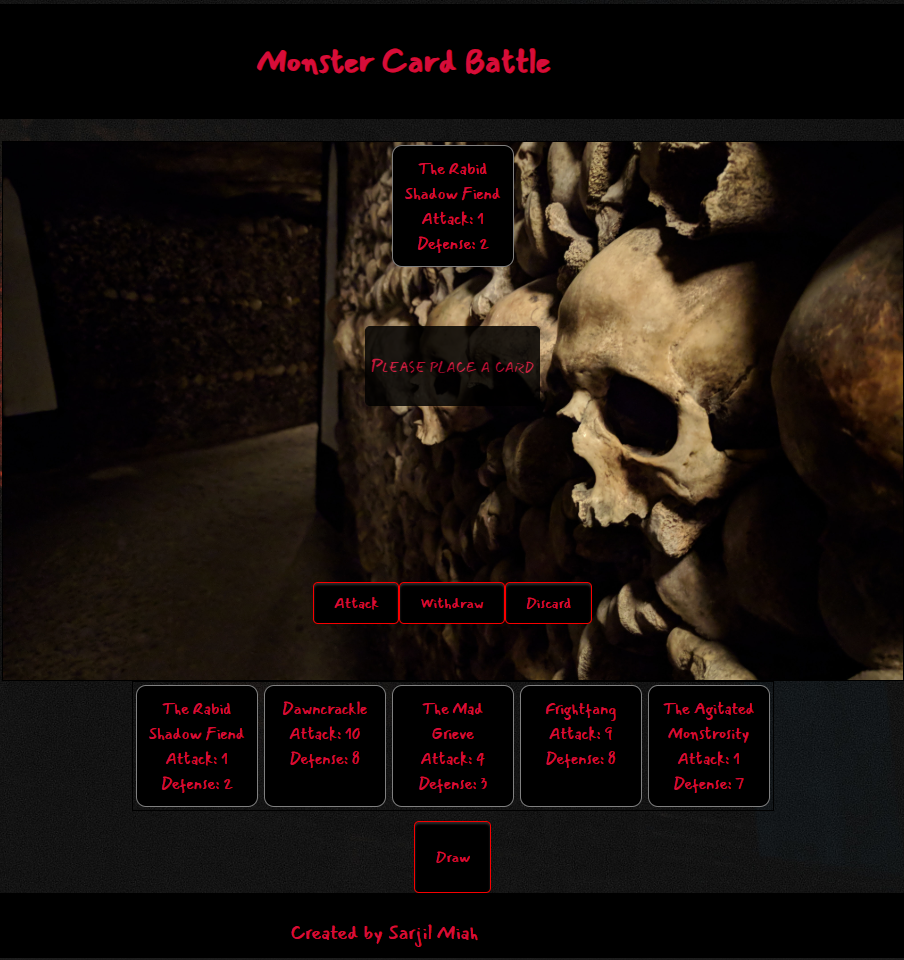 Monster Card Battle
The Rabid
Shadow Fiend
Attack: 1
Defense: 2
Please place a card
Attack
Withdraw
Discard
The Rabid
Shadow Fiend
Attack: 1
Defense: 2
Dawncrackle
Attack: 10
Defense: 8
The Mad
Grieve
Attack: 4
Defense: 3
Frightfang
Attack: 9
Defense: 8
The Agitated
Monstrosity
Attack: 1
Defense: 7
Draw
Created by Sarjil Miah